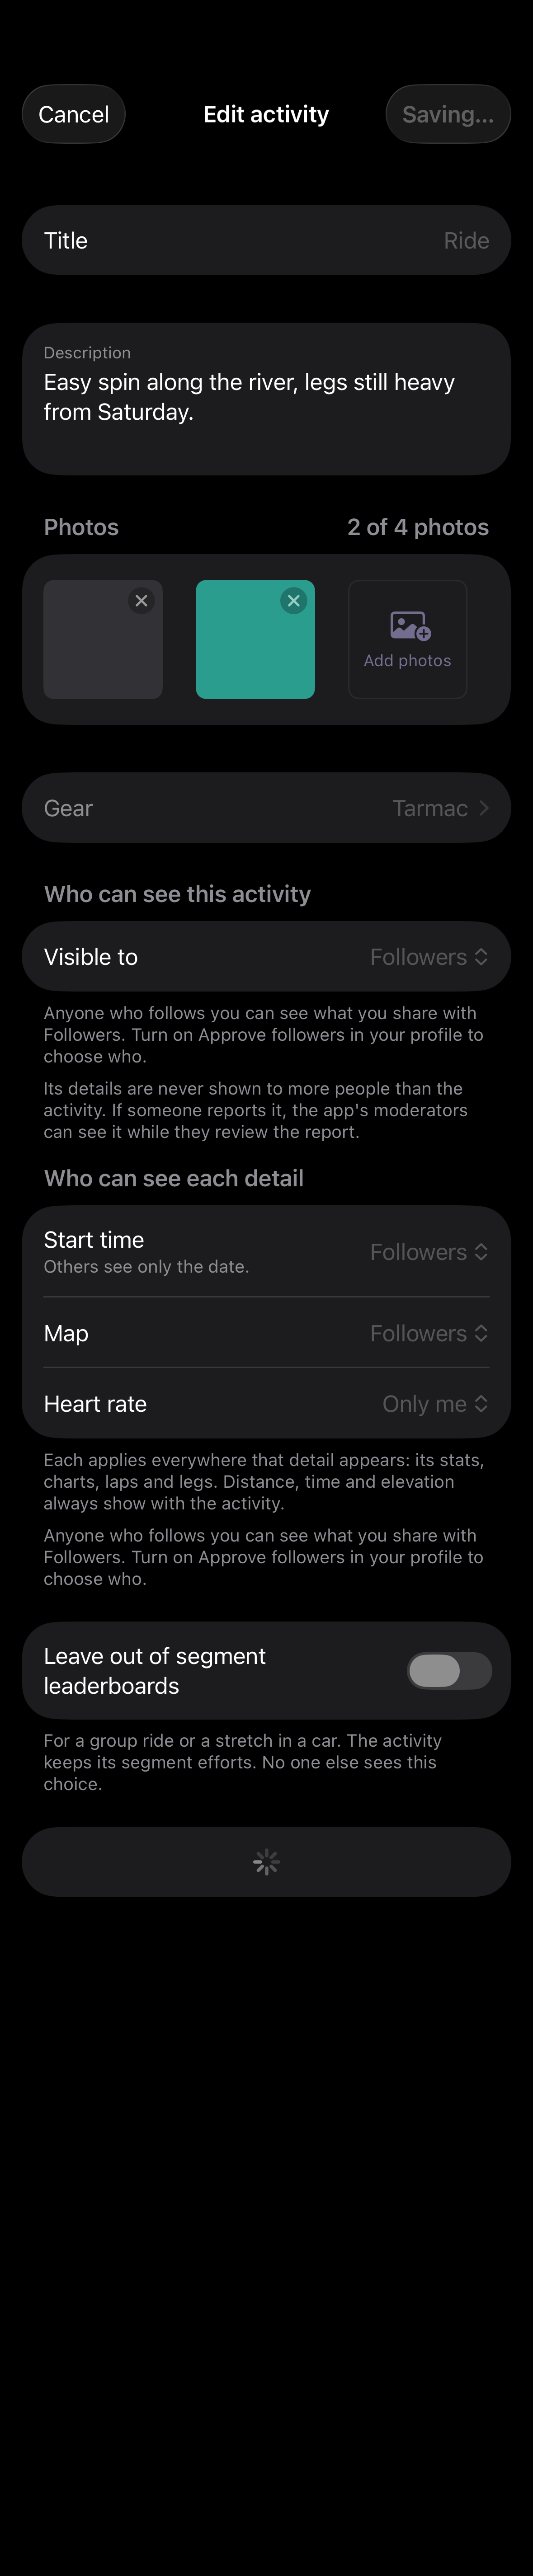 Cancel
Edit activity
Saving...
Title
Ride
Description
Easy spin along the river, legs still heavy
from Saturday.
Photos
2 of 4 photos
Add photos
Gear
Tarmac
Who can see this activity
Visible to
Followers
Anyone who follows you can see what you share with
Followers. Turn on Approve followers in your profile to
choose who.
Its details are never shown to more people than the
activity. If someone reports it, the app's moderators
can see it while they review the report.
Who can see each detail
Start time
Others see only the date.
Followers
Map
Followers
Heart rate
Only me
Each applies everywhere that detail appears: its stats,
charts, laps and legs. Distance, time and elevation
always show with the activity.
Anyone who follows you can see what you share with
Followers. Turn on Approve followers in your profile to
choose who.
Leave out of segment
leaderboards
For a group ride or a stretch in a car. The activity
keeps its segment efforts. No one else sees this
choice.